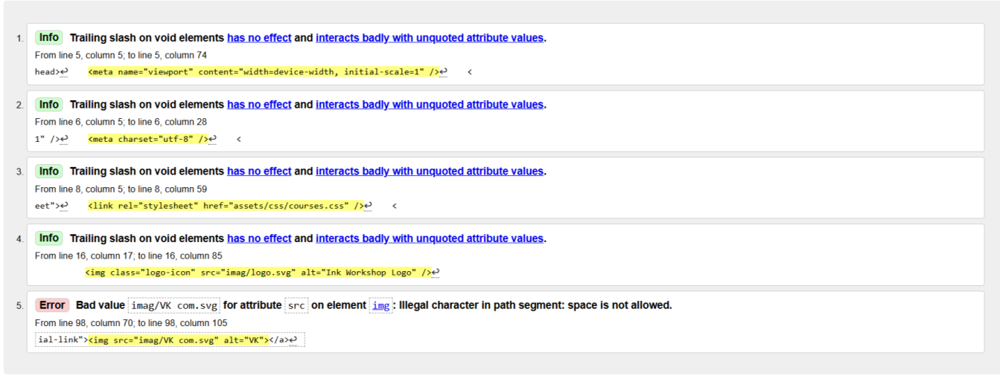 1. Info Trailing slash on void elements has no effect and interacts badly with unquoted attribute values.
From line 5, column 5; to line 5, column 74
head>↩    <meta name="viewport" content="width=device-width, initial-scale=1" />↩    <
2. Info Trailing slash on void elements has no effect and interacts badly with unquoted attribute values.
From line 6, column 5; to line 6, column 28
1" />↩    <meta charset="utf-8" />↩    <
3. Info Trailing slash on void elements has no effect and interacts badly with unquoted attribute values.
From line 8, column 5; to line 8, column 59
eet">↩    <link rel="stylesheet" href="assets/css/courses.css" />↩    <
4. Info Trailing slash on void elements has no effect and interacts badly with unquoted attribute values.
From line 16, column 17; to line 16, column 85
<img class="logo-icon" src="imag/logo.svg" alt="Ink Workshop Logo" />↩
5. Error Bad value imag/VK com.svg for attribute src on element img: Illegal character in path segment: space is not allowed.
From line 98, column 70; to line 98, column 105
ial-link"><img src="imag/VK com.svg" alt="VK"></a>↩